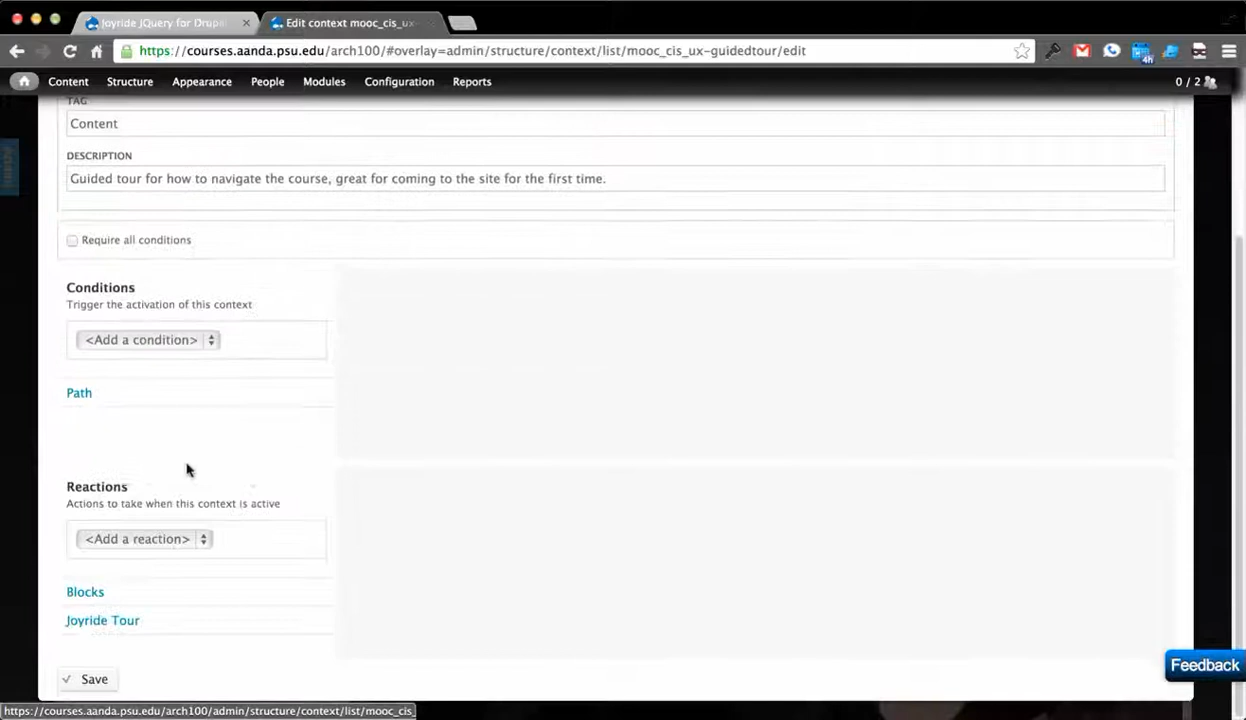 Joyride JQuery for Drupal
Edit context mooc_cis_ux-
https://courses.aanda.psu.edu/arch100/#overlay=admin/structure/context/list/mooc_cis_ux-guidedtour/edit
4h
Content Structure Appearance People Modules Configuration Reports
0 / 2
TAG
Content
DESCRIPTION
Guided tour for how to navigate the course, great for coming to the site for the first time.
Require all conditions
Conditions
Trigger the activation of this context
<Add a condition>
Path
Reactions
Actions to take when this context is active
<Add a reaction>
Blocks
Joyride Tour
Save
Feedback
https://courses.aanda.psu.edu/arch100/admin/structure/context/list/mooc_cis_